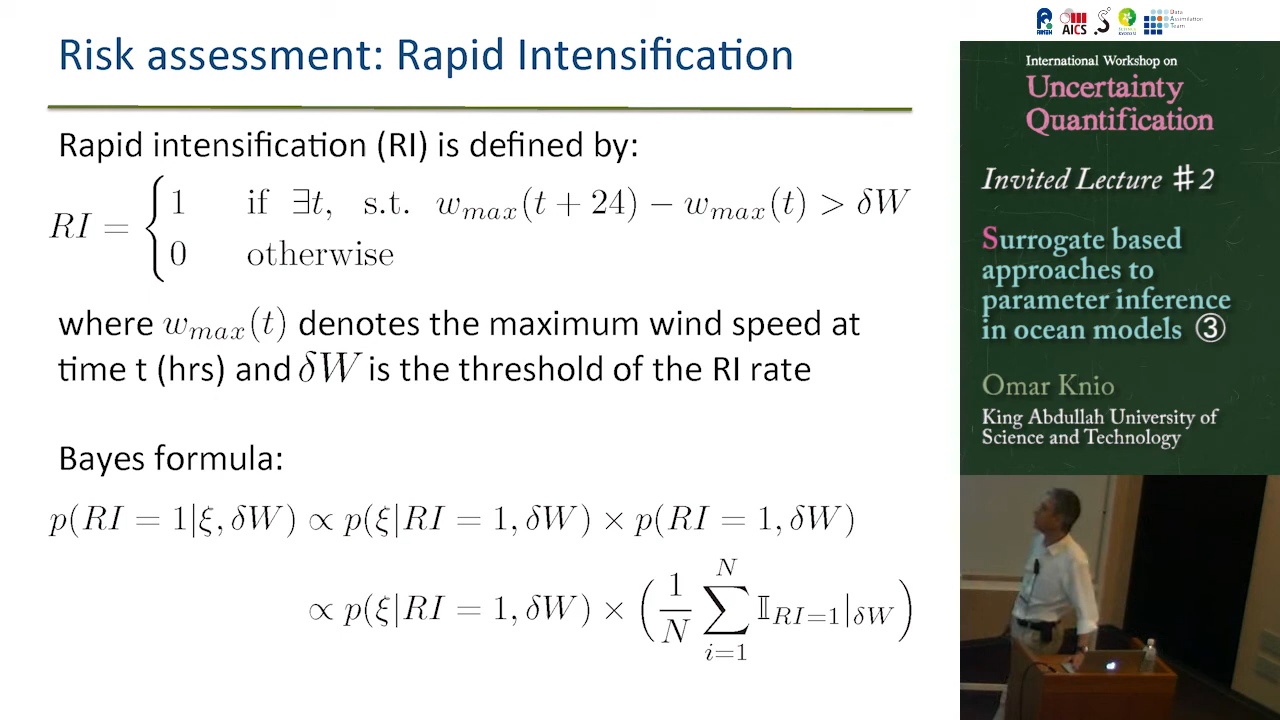 Risk assessment: Rapid Intensification
Rapid intensification (RI) is defined by:
RI = { 1 if ∃t, s.t. w_max(t + 24) − w_max(t) > δW
0 otherwise
where w_max(t) denotes the maximum wind speed at
time t (hrs) and δW is the threshold of the RI rate
Bayes formula:
p(RI = 1|ξ, δW) ∝ p(ξ|RI = 1, δW) × p(RI = 1, δW)
∝ p(ξ|RI = 1, δW) × (1/N ∑_{i=1}^{N} 𝕀_{RI=1}|_{δW})
AICS
Data
Assimilation
Team
International Workshop on
Uncertainty
Quantification
Invited Lecture #2
Surrogate based
approaches to
parameter inference
in ocean models ③
Omar Knio
King Abdullah University of
Science and Technology